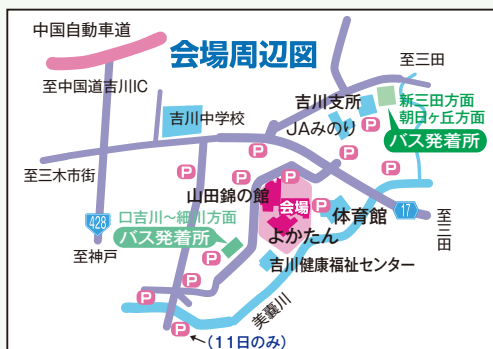 中国自動車道
会場周辺図
至三田
至中国道吉川IC
吉川支所
新三田方面
朝日ヶ丘方面
バス発着所
吉川中学校
JAみのり
P
P
P
至三木市街
P
P
山田錦の館
会場
P
体育館
17
428
口吉川~細川方面
バス発着所
よかたん
至三田
至神戸
P
吉川健康福祉センター
P
P
美嚢川
P
(11日のみ)